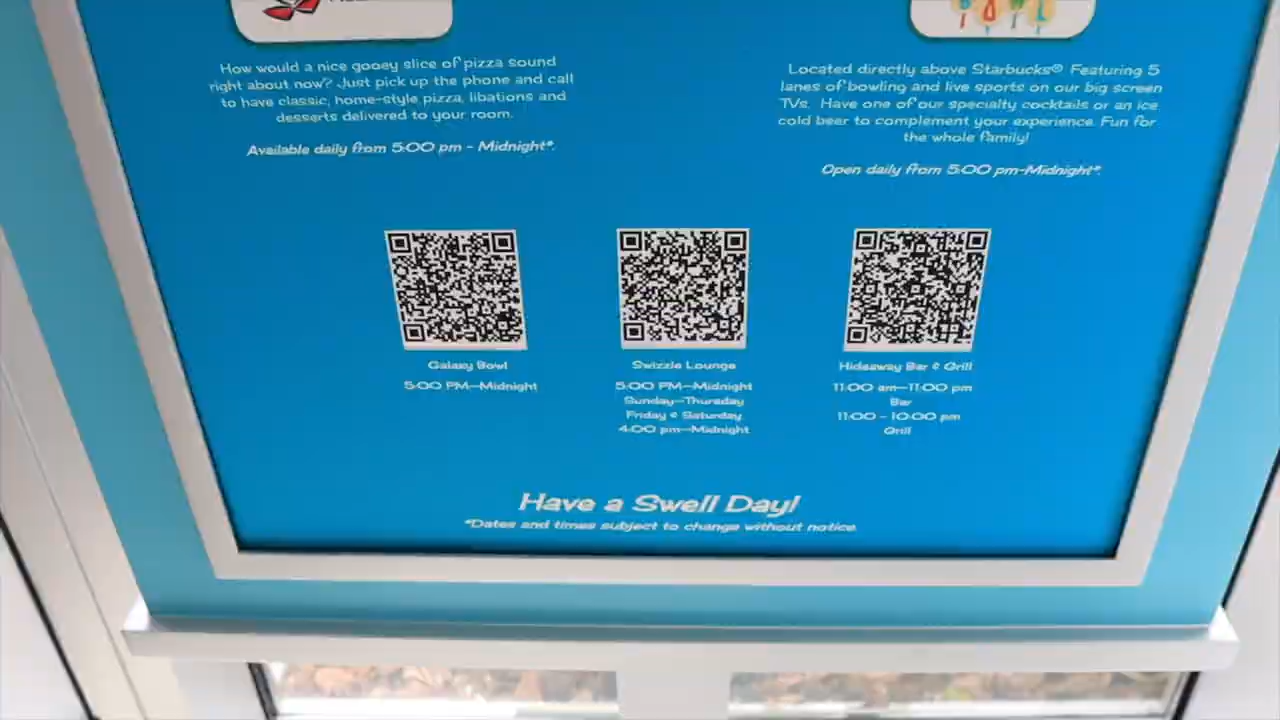 How would a nice gooey slice of pizza sound
right about now? Just pick up the phone and call
to have classic, home-style pizza, libations and
desserts delivered to your room.
Available daily from 5:00 pm - Midnight*.
Located directly above Starbucks® Featuring 5
lanes of bowling and live sports on our big screen
TVs. Have one of our specialty cocktails or an ice
cold beer to complement your experience. Fun for
the whole family!
Open daily from 5:00 pm-Midnight*.
Galaxy Bowl
5:00 PM—Midnight
Swizzle Lounge
5:00 PM—Midnight
Sunday—Thursday
Friday & Saturday
4:00 pm—Midnight
Hideaway Bar & Grill
11:00 am—11:00 pm
Bar
11:00 - 10:00 pm
Grill
Have a Swell Day!
*Dates and times subject to change without notice.